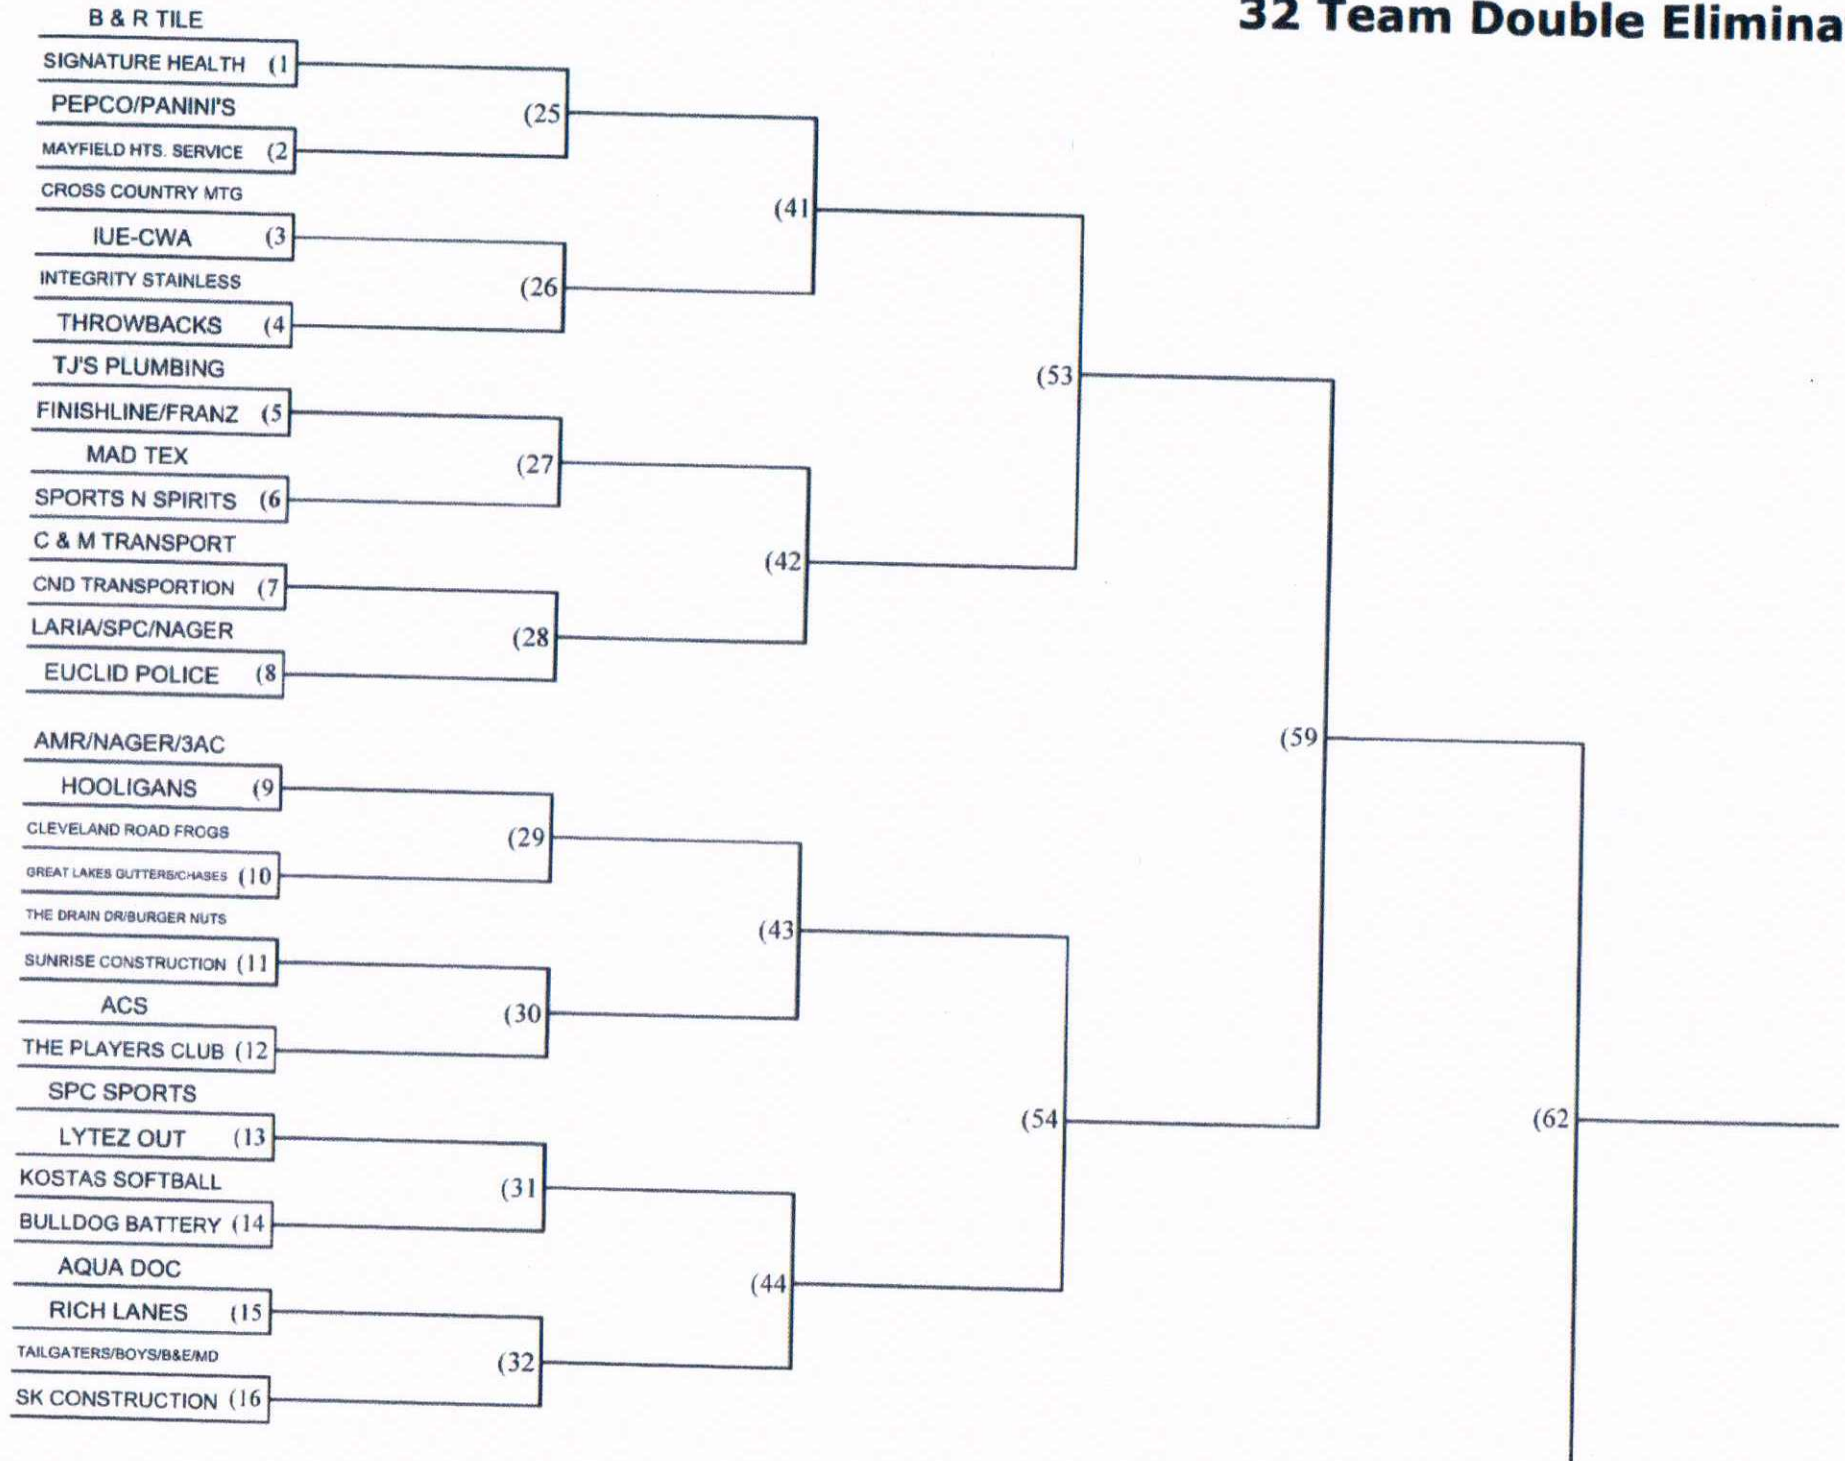 32 Team Double Elimina
B & R TILE
SIGNATURE HEALTH (1
PEPCO/PANINI'S
MAYFIELD HTS. SERVICE (2
CROSS COUNTRY MTG
IUE-CWA (3
INTEGRITY STAINLESS
THROWBACKS (4
TJ'S PLUMBING
FINISHLINE/FRANZ (5
MAD TEX
SPORTS N SPIRITS (6
C & M TRANSPORT
CND TRANSPORTION (7
LARIA/SPC/NAGER
EUCLID POLICE (8
AMR/NAGER/3AC
HOOLIGANS (9
CLEVELAND ROAD FROGS
GREAT LAKES GUTTERS/CHASES (10
THE DRAIN DR/BURGER NUTS
SUNRISE CONSTRUCTION (11
ACS
THE PLAYERS CLUB (12
SPC SPORTS
LYTEZ OUT (13
KOSTAS SOFTBALL
BULLDOG BATTERY (14
AQUA DOC
RICH LANES (15
TAILGATERS/BOYS/B&E/MD
SK CONSTRUCTION (16
(25
(26
(27
(28
(29
(30
(31
(32
(41
(42
(43
(44
(53
(54
(59
(62